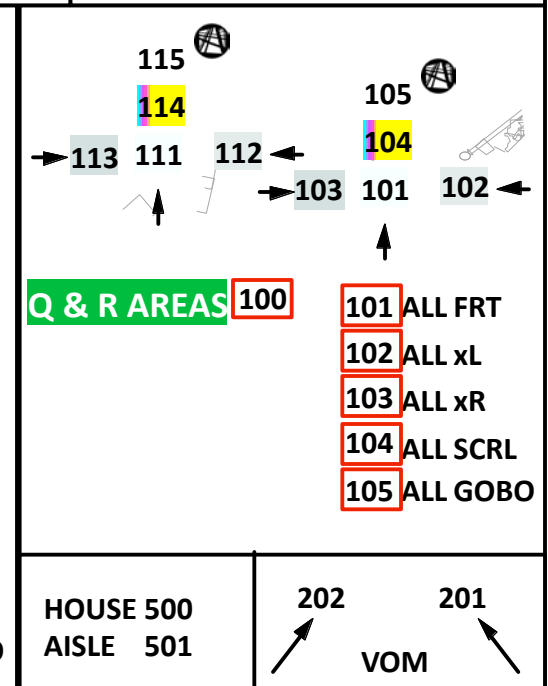 115
114
113 111 112
105
104
103 101 102
Q & R AREAS 100
101 ALL FRT
102 ALL xL
103 ALL xR
104 ALL SCRL
105 ALL GOBO
HOUSE 500
AISLE 501
202 201
VOM